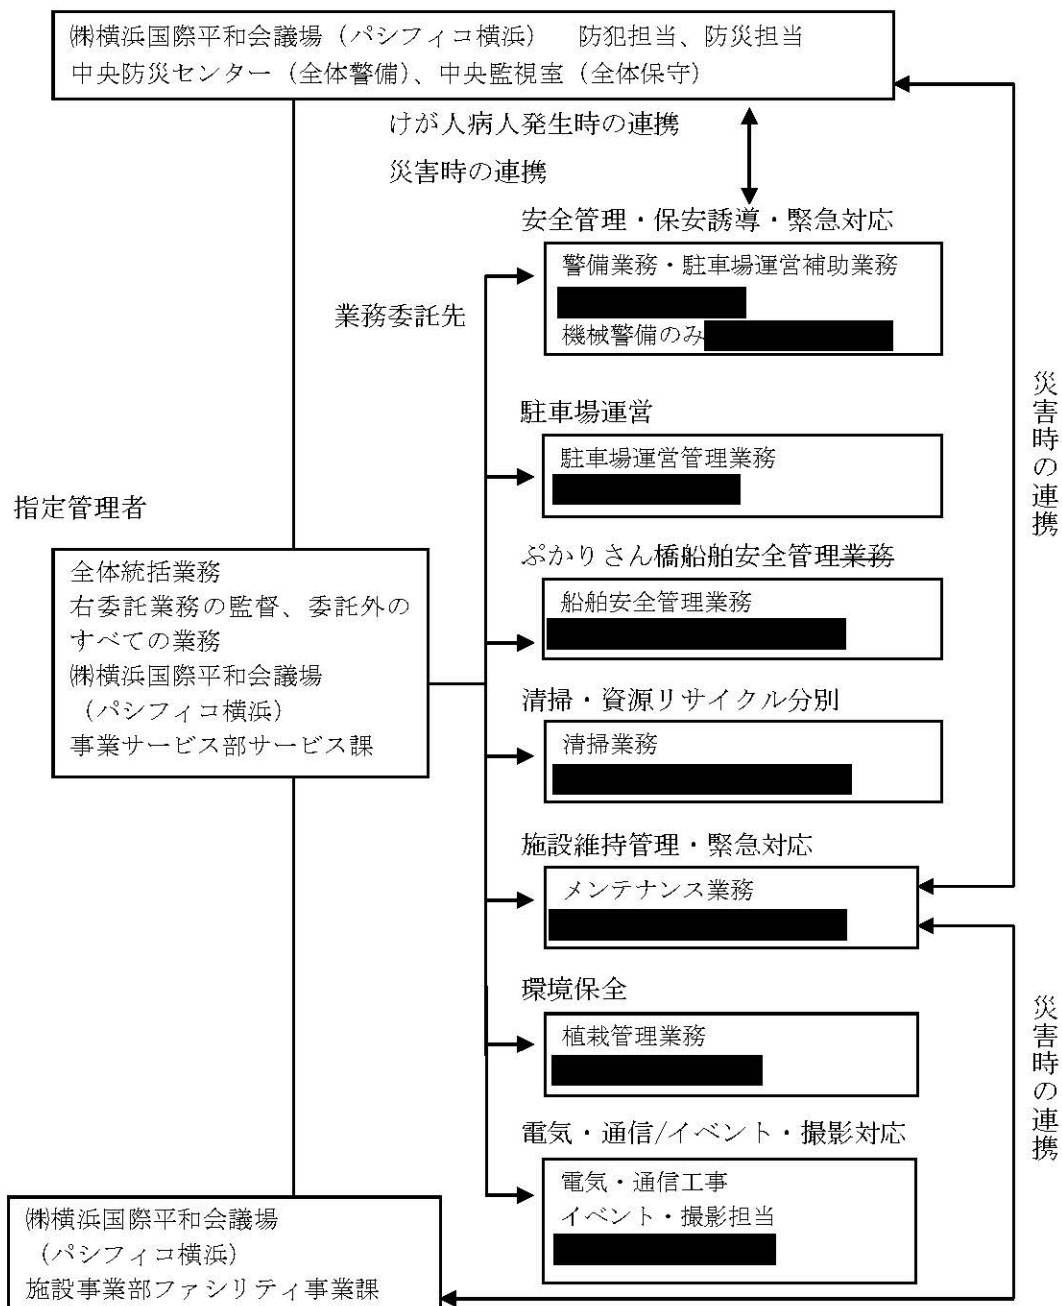 ㈱横浜国際平和会議場（パシフィコ横浜）　防犯担当、防災担当
中央防災センター（全体警備）、中央監視室（全体保守）
けが人病人発生時の連携
災害時の連携
安全管理・保安誘導・緊急対応
警備業務・駐車場運営補助業務
機械警備のみ
業務委託先
駐車場運営
駐車場運営管理業務
災害時の連携
指定管理者
全体統括業務
右委託業務の監督、委託外の
すべての業務
㈱横浜国際平和会議場
（パシフィコ横浜）
事業サービス部サービス課
ぷかりさん橋船舶安全管理業務
船舶安全管理業務
清掃・資源リサイクル分別
清掃業務
施設維持管理・緊急対応
メンテナンス業務
環境保全
植栽管理業務
災害時の連携
電気・通信/イベント・撮影対応
電気・通信工事
イベント・撮影担当
㈱横浜国際平和会議場
（パシフィコ横浜）
施設事業部ファシリティ事業課